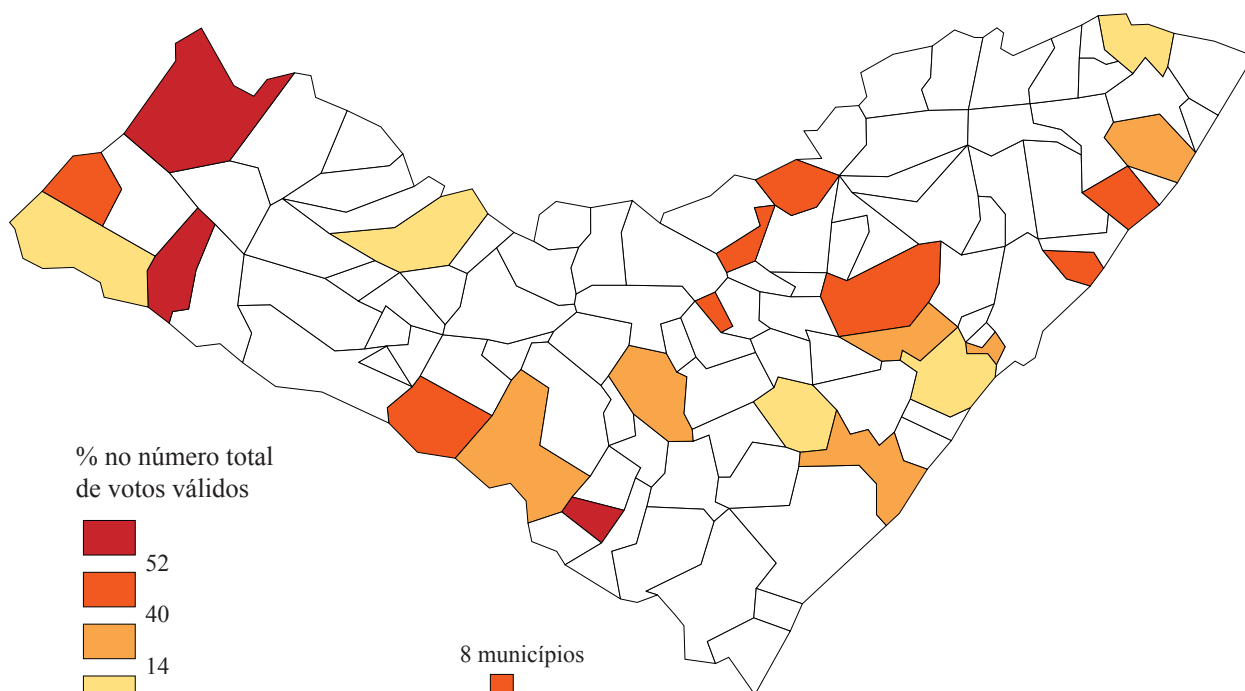 % no número total
de votos válidos
52
40
14
8 municípios